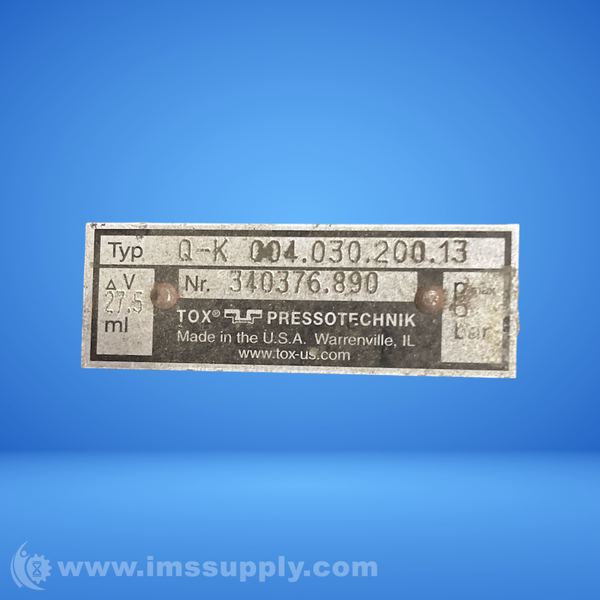 Typ Q-K 004.030.200.13
Δ V Nr. 340376.890 p max
27,5 TOX® PRESSOTECHNIK
ml Made in the U.S.A. Warrenville, IL bar
www.tox-us.com
www.imssupply.com